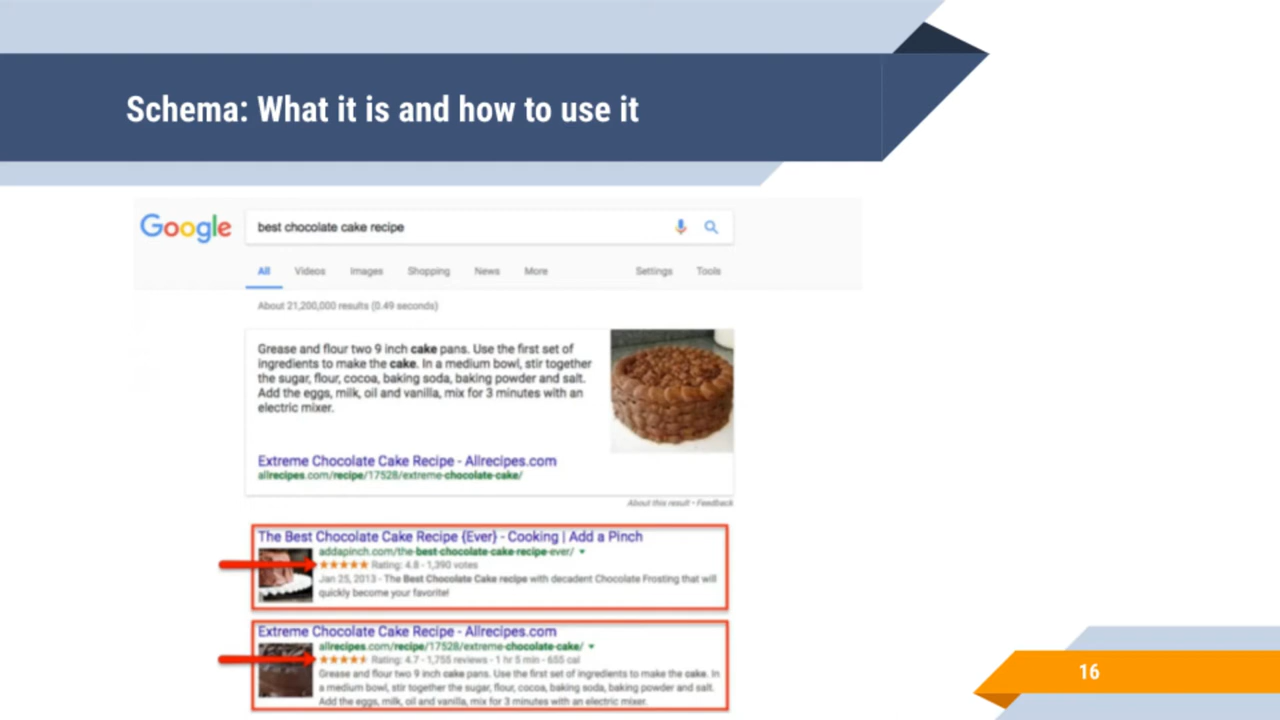 Schema: What it is and how to use it
Google
best chocolate cake recipe
All Videos Images Shopping News More Settings Tools
About 21,200,000 results (0.49 seconds)
Grease and flour two 9 inch cake pans. Use the first set of
ingredients to make the cake. In a medium bowl, stir together
the sugar, flour, cocoa, baking soda, baking powder and salt.
Add the eggs, milk, oil and vanilla, mix for 3 minutes with an
electric mixer.
Extreme Chocolate Cake Recipe - Allrecipes.com
allrecipes.com/recipe/17528/extreme-chocolate-cake/
About this result • Feedback
The Best Chocolate Cake Recipe {Ever} - Cooking | Add a Pinch
addapinch.com/the-best-chocolate-cake-recipe-ever/
Rating: 4.8 - 1,390 votes
Jan 25, 2013 - The Best Chocolate Cake recipe with decadent Chocolate Frosting that will
quickly become your favorite!
Extreme Chocolate Cake Recipe - Allrecipes.com
allrecipes.com/recipe/17528/extreme-chocolate-cake/
Rating: 4.7 - 1,755 reviews - 1 hr 5 min - 655 cal
Grease and flour two 9 inch cake pans. Use the first set of ingredients to make the cake. In
a medium bowl, stir together the sugar, flour, cocoa, baking soda, baking powder and salt.
Add the eggs, milk, oil and vanilla, mix for 3 minutes with an electric mixer.
16